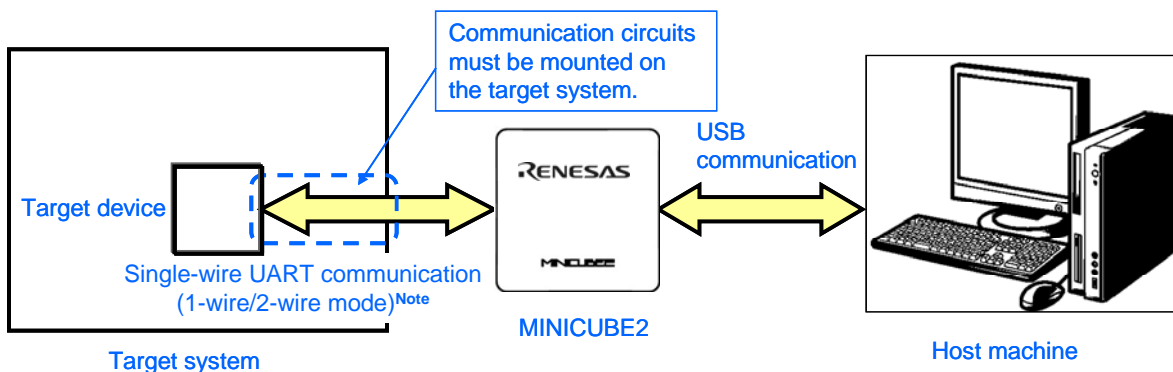 Communication circuits
must be mounted on
the target system.
USB
communication
RENESAS
Target device
MINICUBE2
Single-wire UART communication
(1-wire/2-wire mode)Note
MINICUBE2
Target system
Host machine